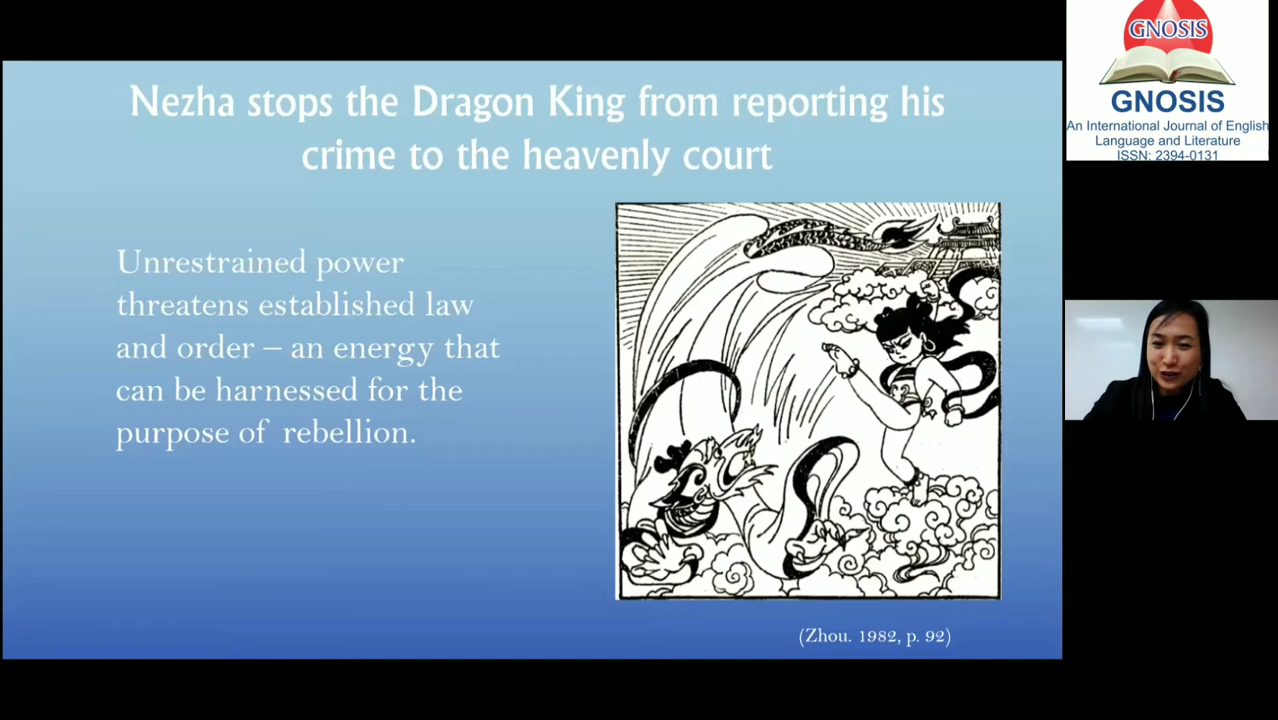 Nezha stops the Dragon King from reporting his
crime to the heavenly court
Unrestrained power
threatens established law
and order – an energy that
can be harnessed for the
purpose of rebellion.
(Zhou. 1982, p. 92)
GNOSIS
GNOSIS
An International Journal of English
Language and Literature
ISSN: 2394-0131